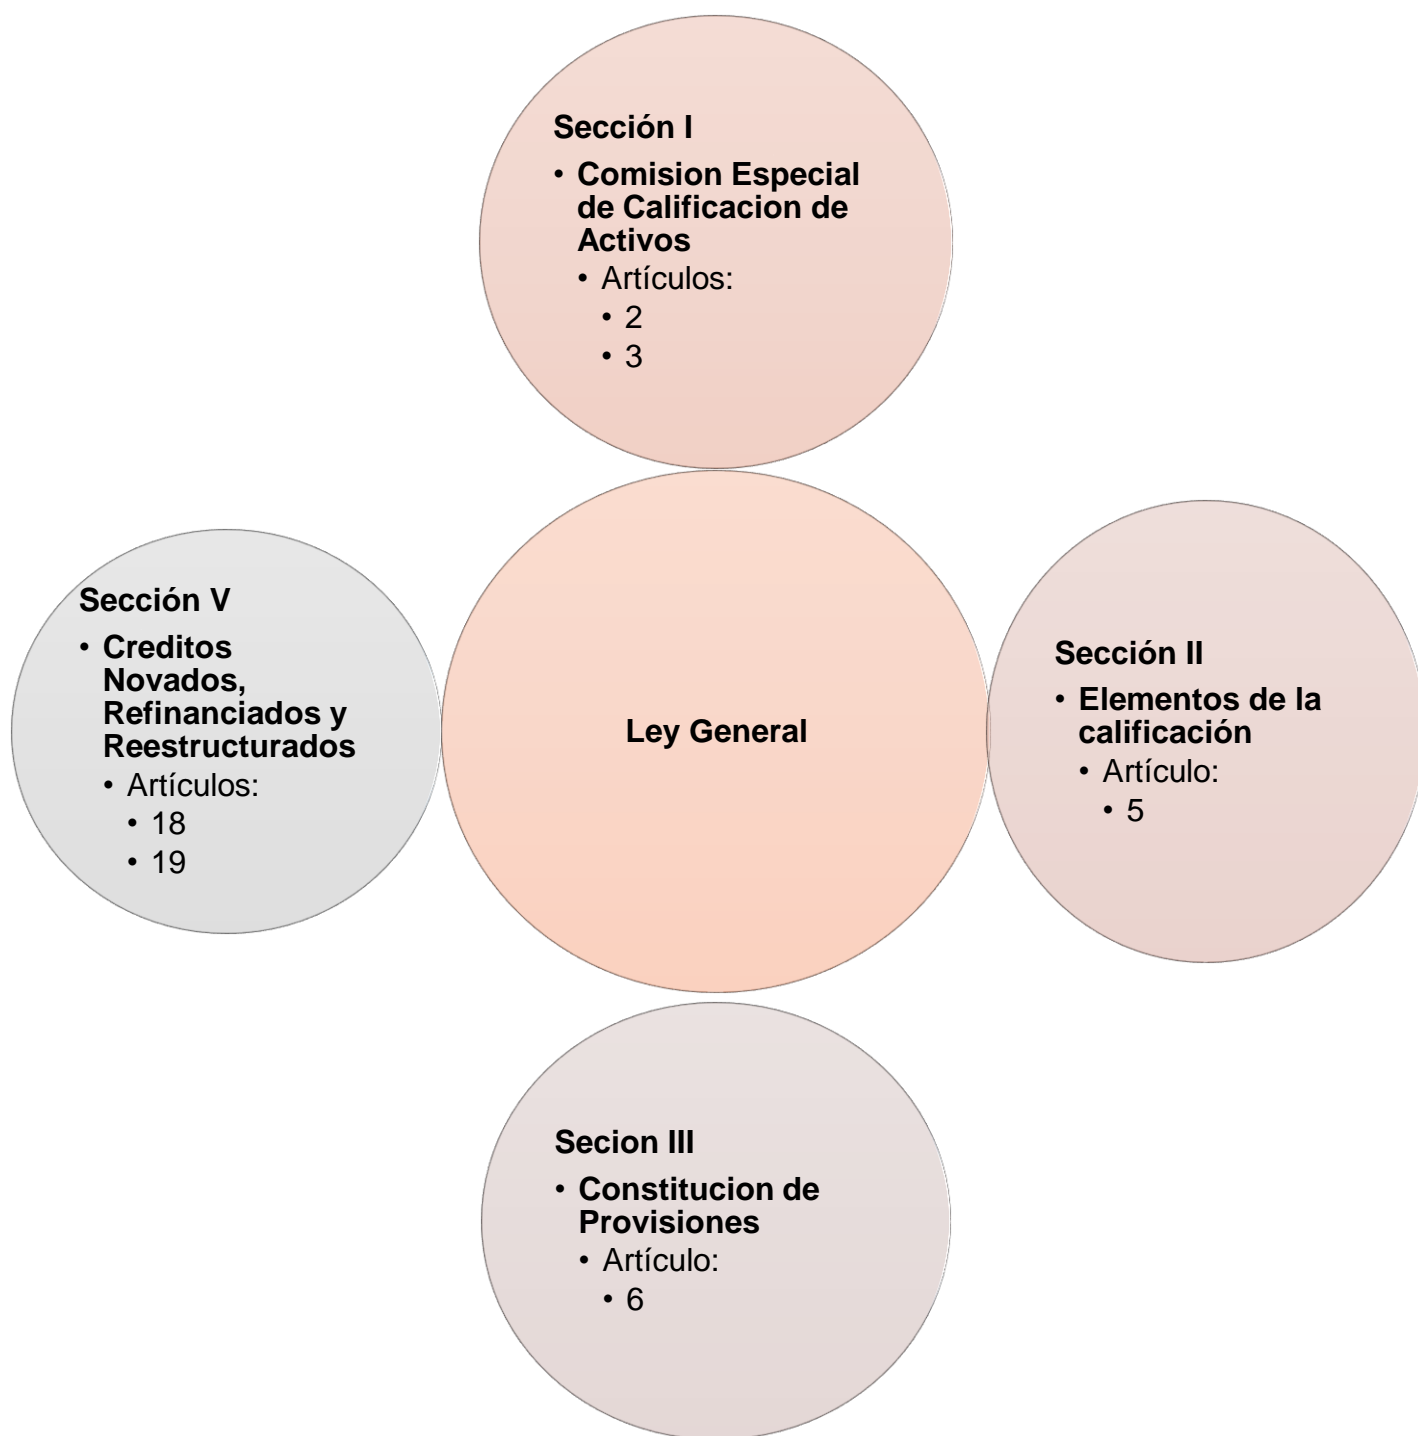 Sección I
• Comision Especial
de Calificacion de
Activos
• Artículos:
• 2
• 3
Sección V
• Creditos
Novados,
Refinanciados y
Reestructurados
• Artículos:
• 18
• 19
Ley General
Sección II
• Elementos de la
calificación
• Artículo:
• 5
Secion III
• Constitucion de
Provisiones
• Artículo:
• 6